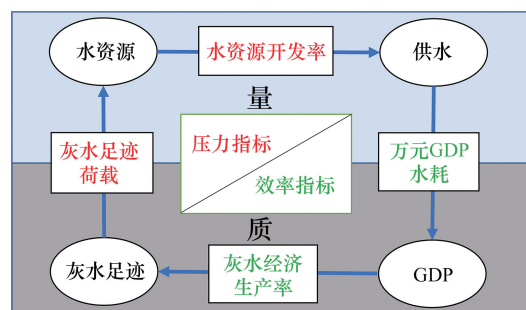 水资源
水资源开发率
供水
量
灰水足迹
荷载
压力指标
效率指标
万元GDP
水耗
质
灰水足迹
灰水经济
生产率
GDP